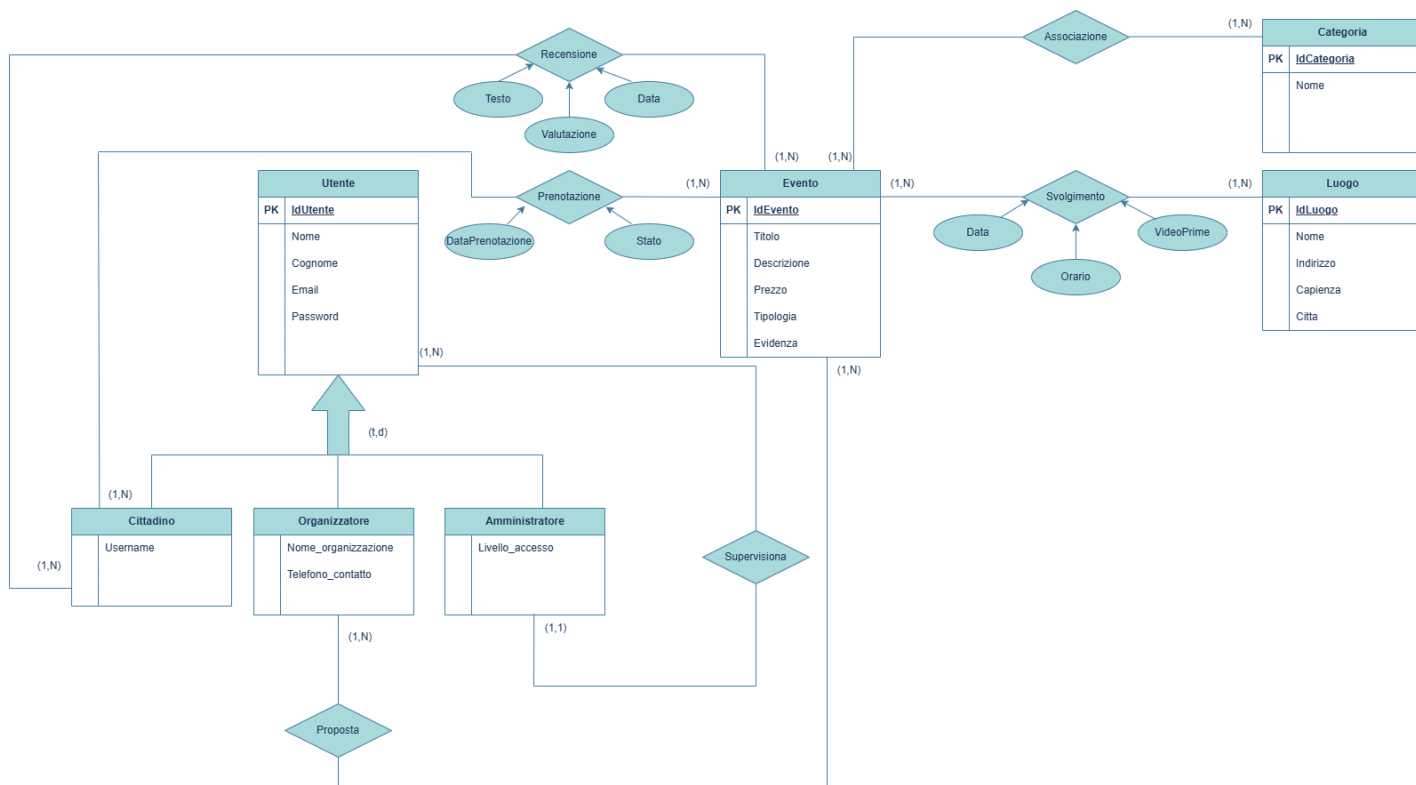 Recensione
Testo
Valutazione
Data
Associazione
(1,N)
Categoria
PK IdCategoria
Nome
(1,N)
(1,N)
Utente
PK IdUtente
Nome
Cognome
Email
Password
Prenotazione
DataPrenotazione
Stato
(1,N)
Evento
PK IdEvento
Titolo
Descrizione
Prezzo
Tipologia
Evidenza
(1,N)
Svolgimento
Data
Orario
VideoPrime
(1,N)
Luogo
PK IdLuogo
Nome
Indirizzo
Capienza
Citta
(1,N)
(1,N)
(t,d)
(1,N)
(1,N)
Cittadino
Username
Organizzatore
Nome_organizzazione
Telefono_contatto
Amministratore
Livello_accesso
Supervisiona
(1,N)
(1,1)
Proposta